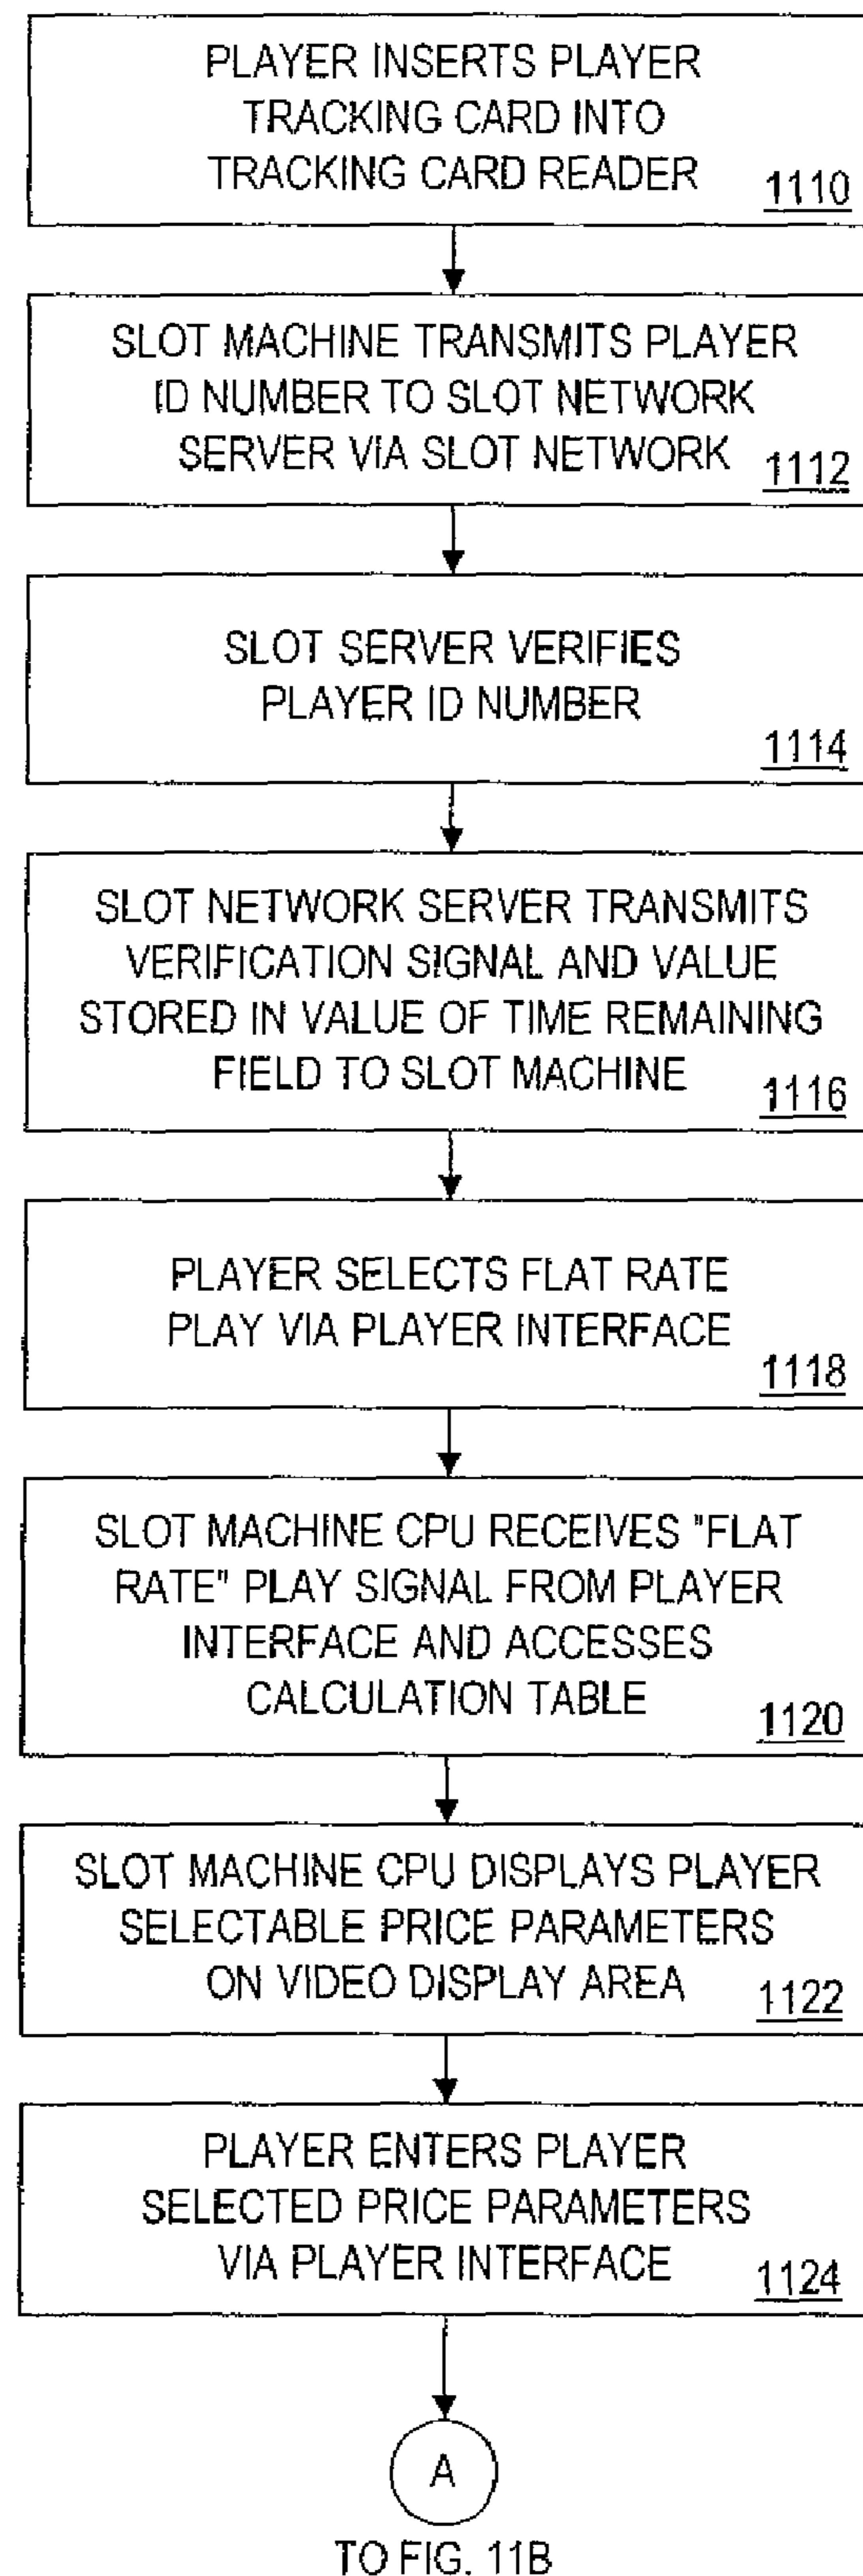 PLAYER INSERTS PLAYER
TRACKING CARD INTO
TRACKING CARD READER
1110
SLOT MACHINE TRANSMITS PLAYER
ID NUMBER TO SLOT NETWORK
SERVER VIA SLOT NETWORK
1112
SLOT SERVER VERIFIES
PLAYER ID NUMBER
1114
SLOT NETWORK SERVER TRANSMITS
VERIFICATION SIGNAL AND VALUE
STORED IN VALUE OF TIME REMAINING
FIELD TO SLOT MACHINE
1116
PLAYER SELECTS FLAT RATE
PLAY VIA PLAYER INTERFACE
1118
SLOT MACHINE CPU RECEIVES "FLAT
RATE" PLAY SIGNAL FROM PLAYER
INTERFACE AND ACCESSES
CALCULATION TABLE
1120
SLOT MACHINE CPU DISPLAYS PLAYER
SELECTABLE PRICE PARAMETERS
ON VIDEO DISPLAY AREA
1122
PLAYER ENTERS PLAYER
SELECTED PRICE PARAMETERS
VIA PLAYER INTERFACE
1124
A
TO FIG. 11B